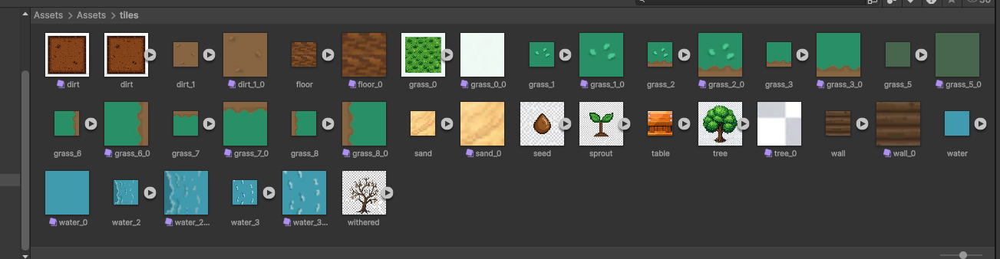 30
Assets > Assets > tiles
dirt dirt dirt_1 dirt_1_0 floor floor_0 grass_0 grass_0_0 grass_1 grass_1_0 grass_2 grass_2_0 grass_3 grass_3_0 grass_5 grass_5_0
grass_6 grass_6_0 grass_7 grass_7_0 grass_8 grass_8_0 sand sand_0 seed sprout table tree tree_0 wall wall_0 water
water_0 water_2 water_2... water_3 water_3... withered